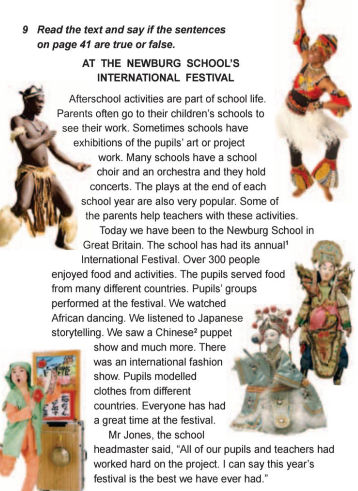 9 Read the text and say if the sentences
on page 41 are true or false.
AT THE NEWBURG SCHOOL'S
INTERNATIONAL FESTIVAL
Afterschool activities are part of school life.
Parents often go to their children's schools to
see their work. Sometimes schools have
exhibitions of the pupils' art or project
work. Many schools have a school
choir and an orchestra and they hold
concerts. The plays at the end of each
school year are also very popular. Some of
the parents help teachers with these activities.
Today we have been to the Newburg School in
Great Britain. The school has had its annual¹
International Festival. Over 300 people
enjoyed food and activities. The pupils served food
from many different countries. Pupils' groups
performed at the festival. We watched
African dancing. We listened to Japanese
storytelling. We saw a Chinese² puppet
show and much more. There
was an international fashion
show. Pupils modelled
clothes from different
countries. Everyone has had
a great time at the festival.
Mr Jones, the school
headmaster said, "All of our pupils and teachers had
worked hard on the project. I can say this year's
festival is the best we have ever had."